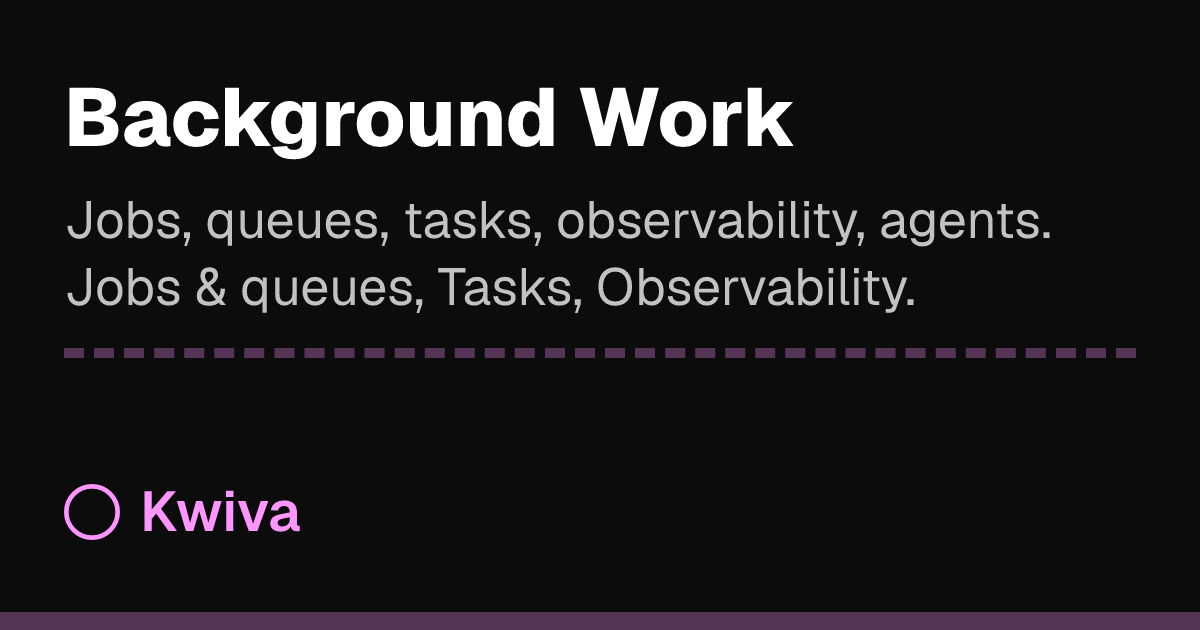 Background Work
Jobs, queues, tasks, observability, agents.
Jobs & queues, Tasks, Observability.
Kwiva